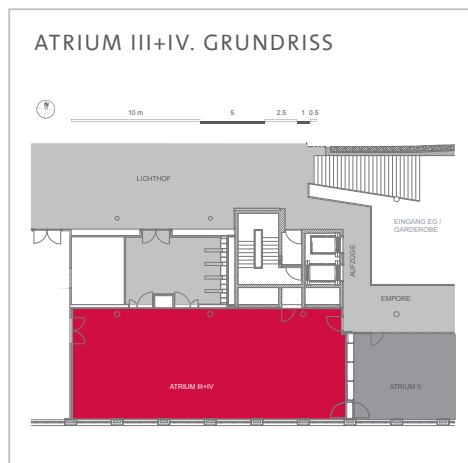 ATRIUM III+IV. GRUNDRISS
N
10 m 5 2.5 1 0.5
LICHTHOF
EINGANG EG /
GARDEROBE
AUFZÜGE
EMPORE
ATRIUM III+IV
ATRIUM II